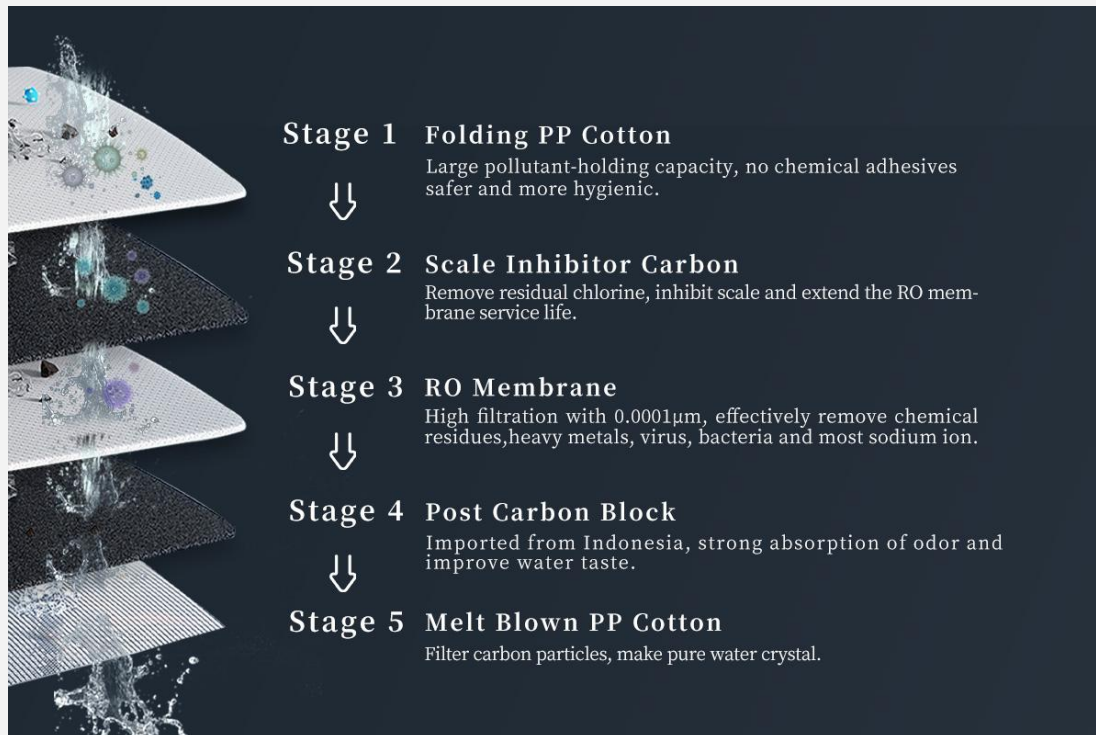 Stage 1 Folding PP Cotton
Large pollutant-holding capacity, no chemical adhesives
safer and more hygienic.
Stage 2 Scale Inhibitor Carbon
Remove residual chlorine, inhibit scale and extend the RO mem-
brane service life.
Stage 3 RO Membrane
High filtration with 0.0001μm, effectively remove chemical
residues,heavy metals, virus, bacteria and most sodium ion.
Stage 4 Post Carbon Block
Imported from Indonesia, strong absorption of odor and
improve water taste.
Stage 5 Melt Blown PP Cotton
Filter carbon particles, make pure water crystal.